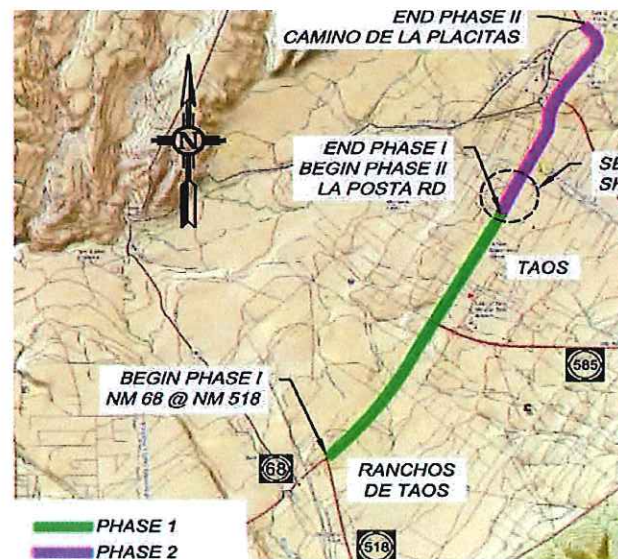 END PHASE II
CAMINO DE LA PLACITAS
N
END PHASE I
BEGIN PHASE II
LA POSTA RD
TAOS
585
BEGIN PHASE I
NM 68 @ NM 518
68
RANCHOS
DE TAOS
518
PHASE 1
PHASE 2